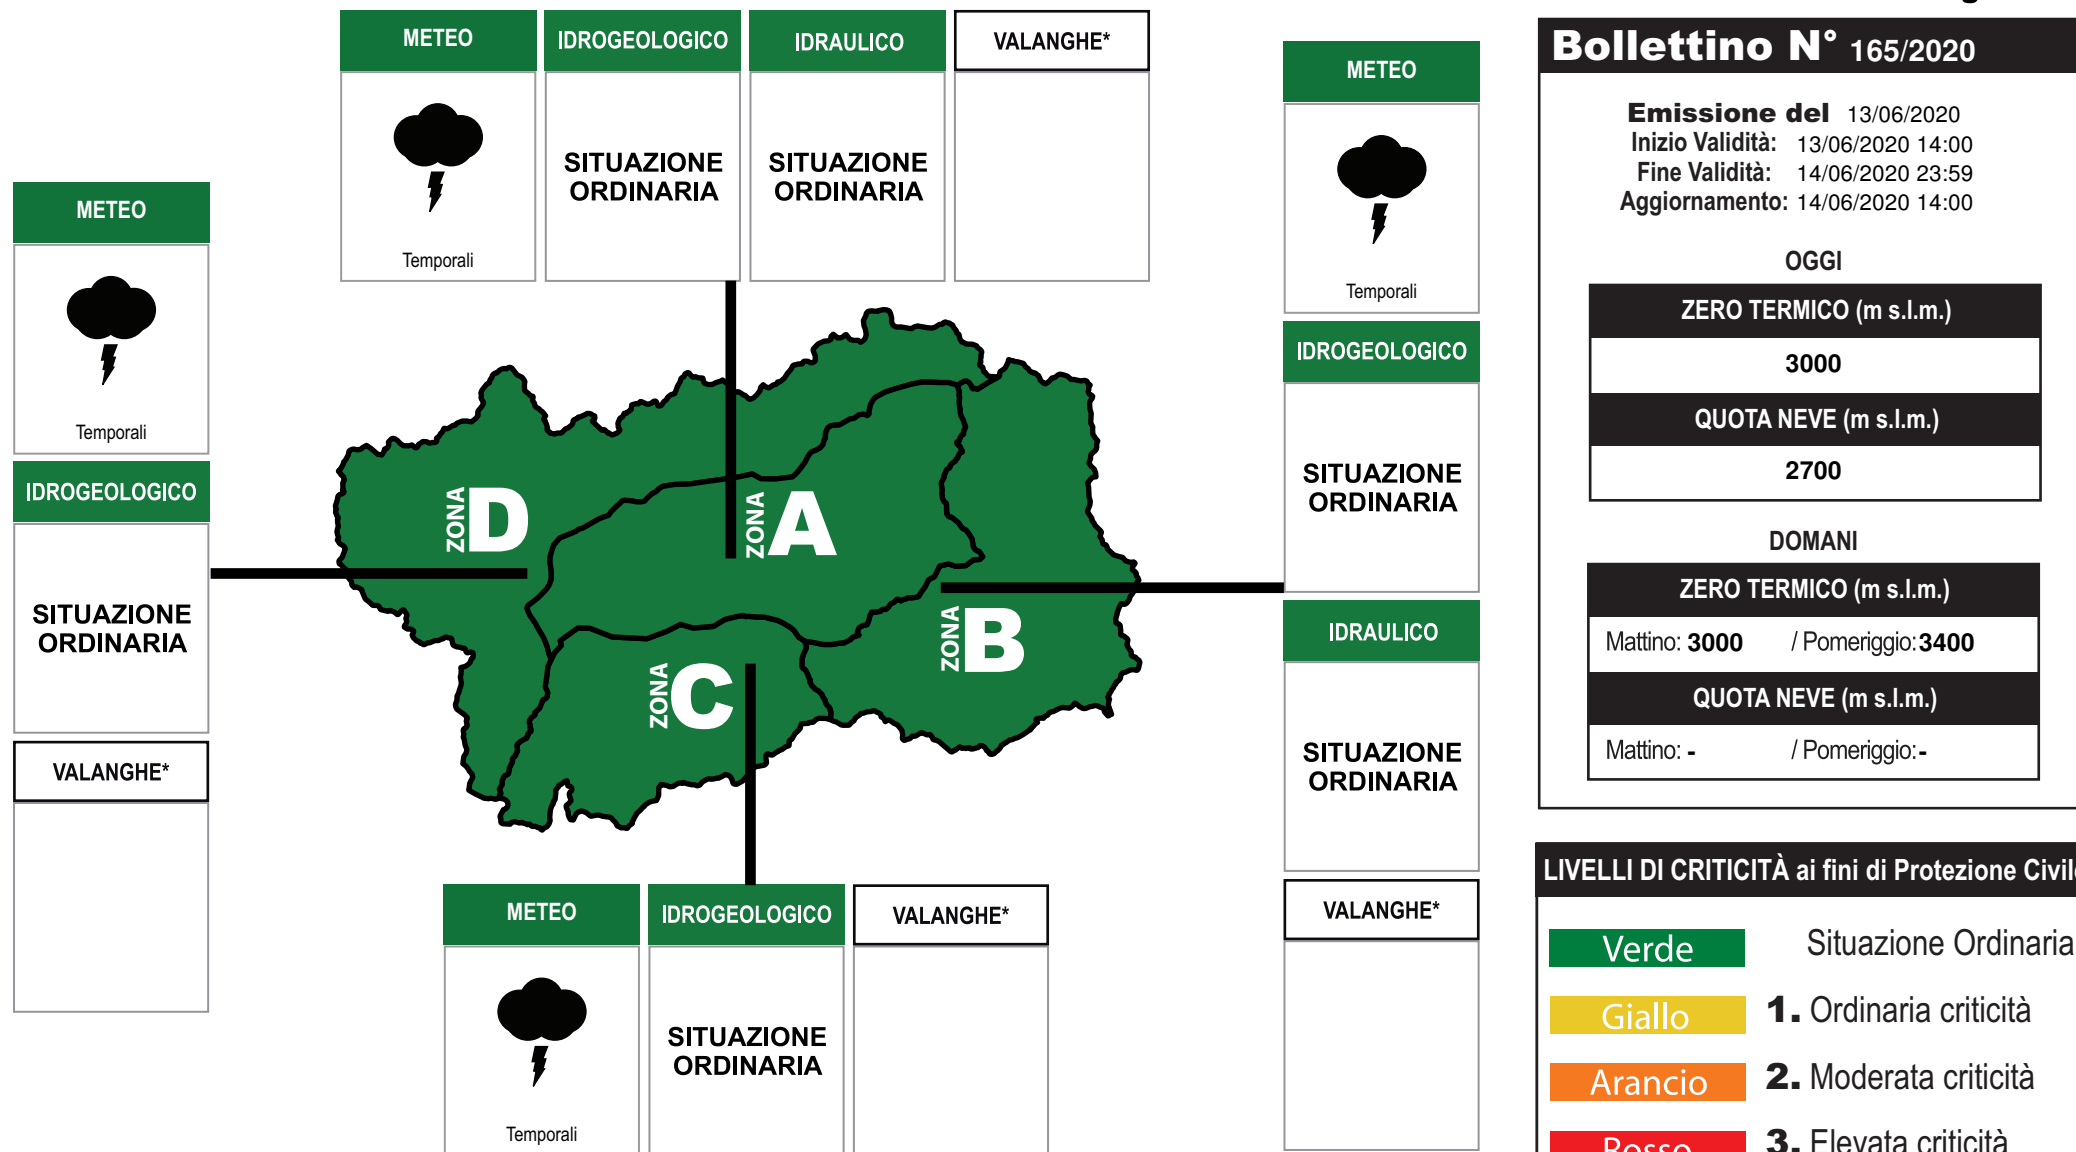 METEO
Temporali
IDROGEOLOGICO
SITUAZIONE
ORDINARIA
VALANGHE*
METEO
IDROGEOLOGICO
IDRAULICO
VALANGHE*
Temporali
SITUAZIONE
ORDINARIA
SITUAZIONE
ORDINARIA
METEO
Temporali
IDROGEOLOGICO
SITUAZIONE
ORDINARIA
IDRAULICO
SITUAZIONE
ORDINARIA
VALANGHE*
ZONA D
ZONA A
ZONA B
ZONA C
METEO
IDROGEOLOGICO
VALANGHE*
Temporali
SITUAZIONE
ORDINARIA
Bollettino N° 165/2020
Emissione del 13/06/2020
Inizio Validità: 13/06/2020 14:00
Fine Validità: 14/06/2020 23:59
Aggiornamento: 14/06/2020 14:00
OGGI
ZERO TERMICO (m s.l.m.)
3000
QUOTA NEVE (m s.l.m.)
2700
DOMANI
ZERO TERMICO (m s.l.m.)
Mattino: 3000 / Pomeriggio: 3400
QUOTA NEVE (m s.l.m.)
Mattino: - / Pomeriggio: -
LIVELLI DI CRITICITÀ ai fini di Protezione Civile
Verde Situazione Ordinaria
Giallo 1. Ordinaria criticità
Arancio 2. Moderata criticità
Rosso 3. Elevata criticità